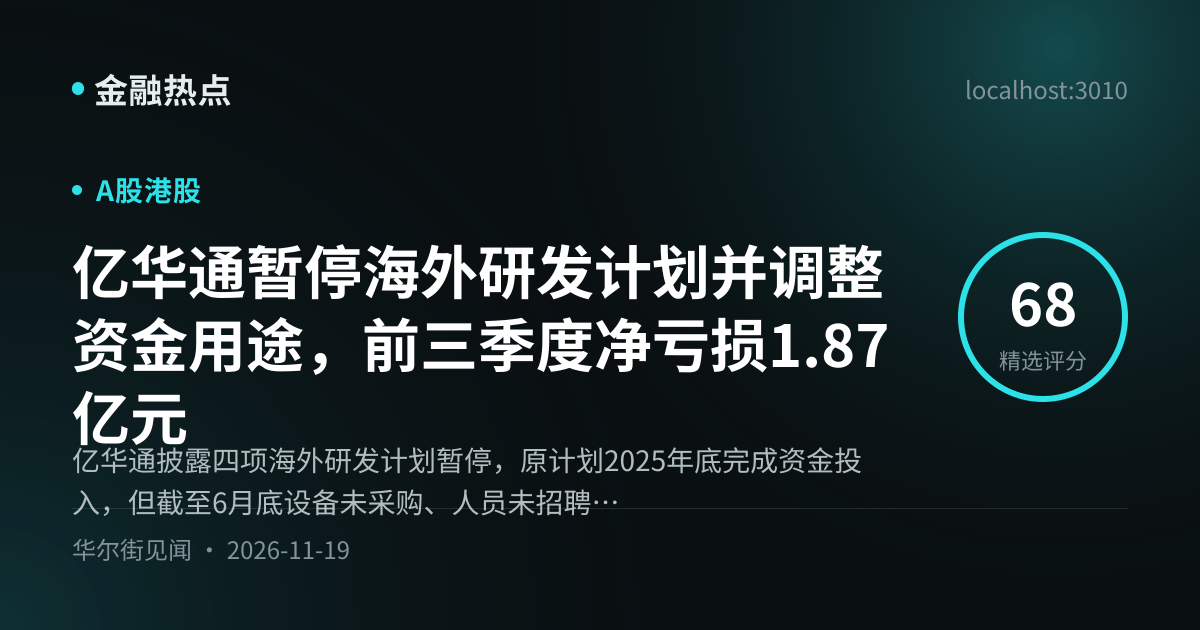 金融热点
localhost:3010
A股港股
亿华通暂停海外研发计划并调整
资金用途，前三季度净亏损1.87
亿元
68
精选评分
亿华通披露四项海外研发计划暂停，原计划2025年底完成资金投
入，但截至6月底设备未采购、人员未招聘…
华尔街见闻 · 2026-11-19